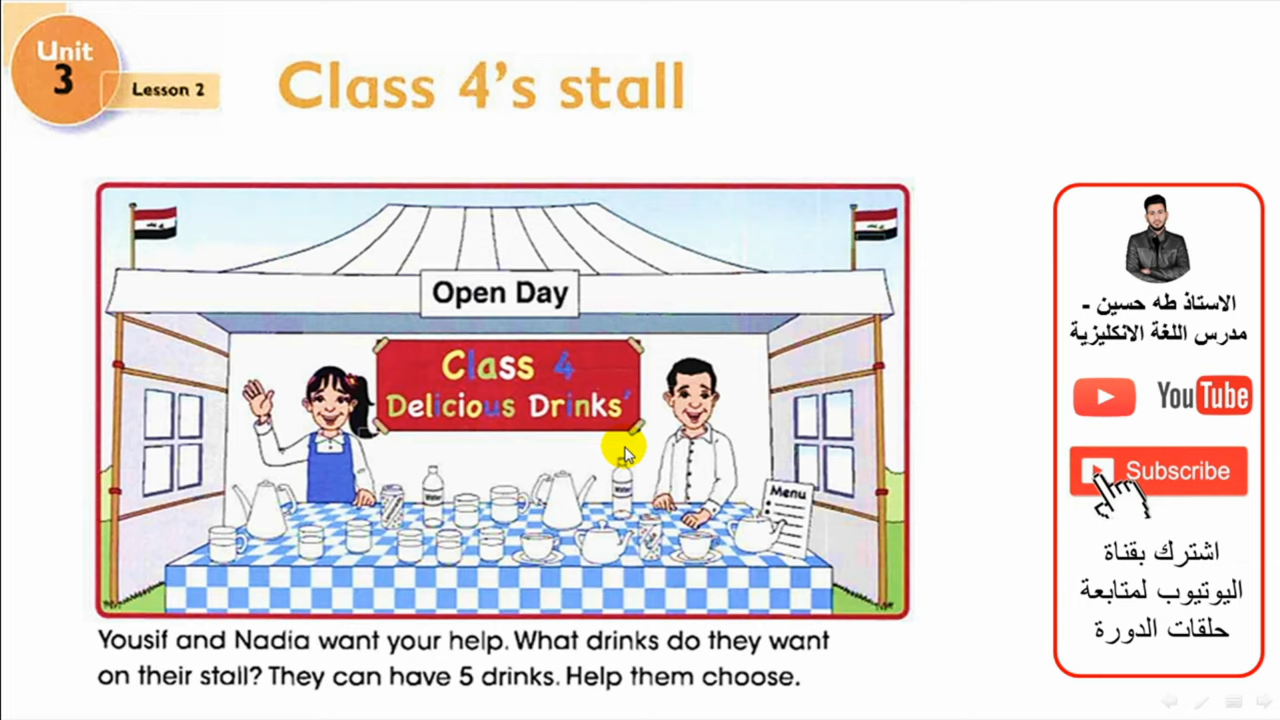 Unit
3
Lesson 2
Class 4's stall
Open Day
Class 4
Delicious Drinks'
Water
Water
Menu
Yousif and Nadia want your help. What drinks do they want
on their stall? They can have 5 drinks. Help them choose.
الاستاذ طه حسين -
مدرس اللغة الانكليزية
YouTube
Subscribe
اشترك بقناة
اليوتيوب لمتابعة
حلقات الدورة